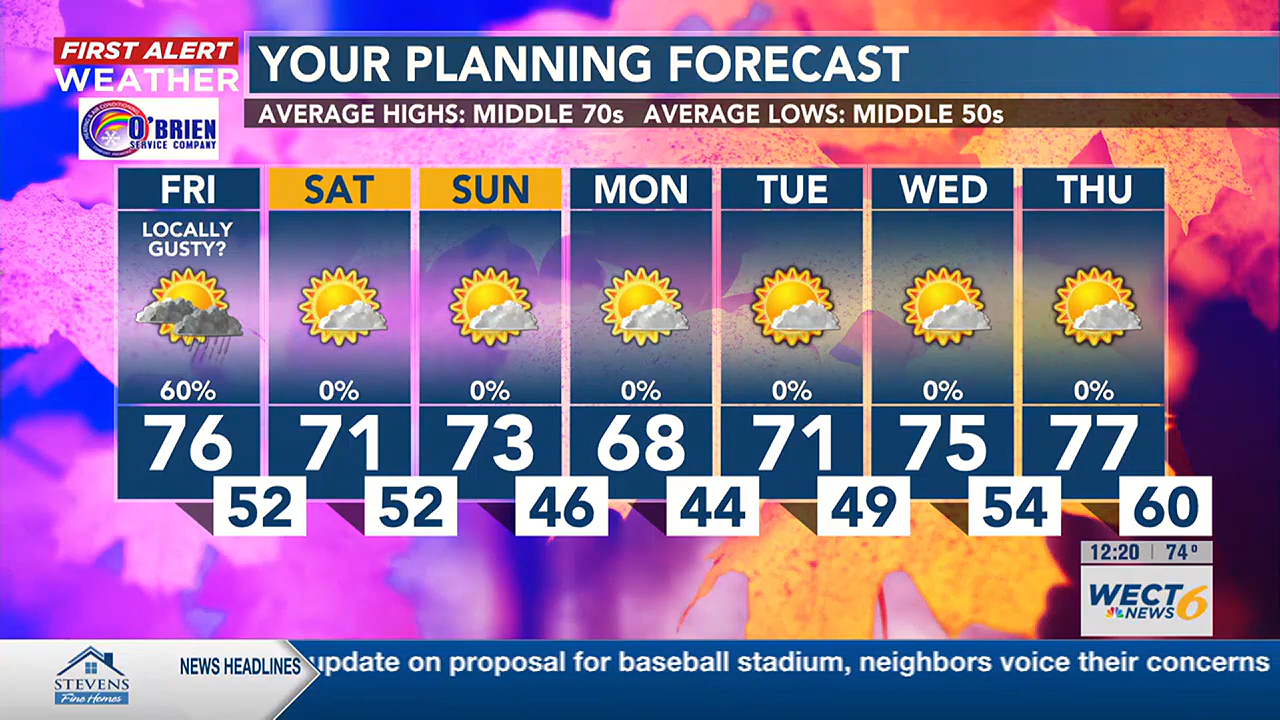 FIRST ALERT
WEATHER
YOUR PLANNING FORECAST
AVERAGE HIGHS: MIDDLE 70s AVERAGE LOWS: MIDDLE 50s
O'BRIEN
SERVICE COMPANY
FRI SAT SUN MON TUE WED THU
LOCALLY
GUSTY?
60% 0% 0% 0% 0% 0% 0%
76 71 73 68 71 75 77
52 52 46 44 49 54 60
12:20 | 74°
WECT 6
NEWS
STEVENS
Fine Homes
NEWS HEADLINES
update on proposal for baseball stadium, neighbors voice their concerns